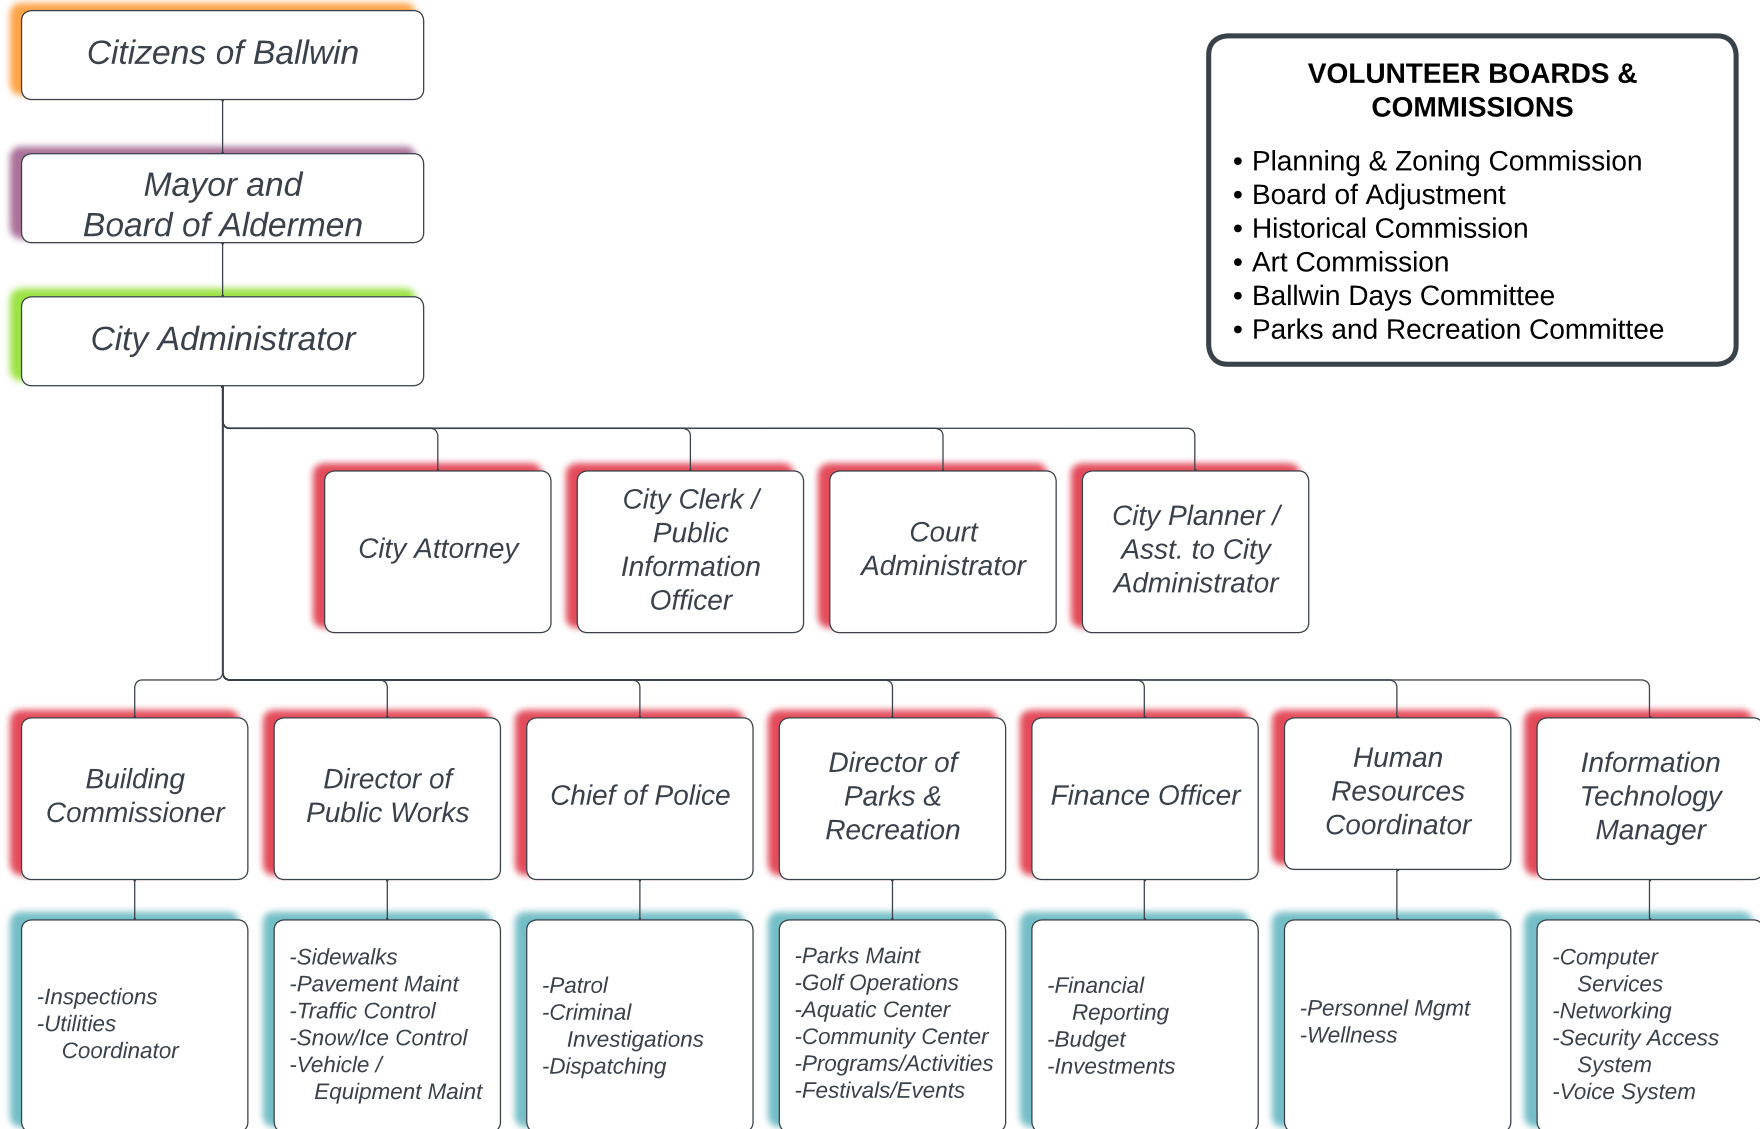 Citizens of Ballwin
Mayor and
Board of Aldermen
City Administrator
VOLUNTEER BOARDS &
COMMISSIONS
• Planning & Zoning Commission
• Board of Adjustment
• Historical Commission
• Art Commission
• Ballwin Days Committee
• Parks and Recreation Committee
City Attorney
City Clerk /
Public
Information
Officer
Court
Administrator
City Planner /
Asst. to City
Administrator
Building
Commissioner
Director of
Public Works
Chief of Police
Director of
Parks &
Recreation
Finance Officer
Human
Resources
Coordinator
Information
Technology
Manager
-Inspections
-Utilities
Coordinator
-Sidewalks
-Pavement Maint
-Traffic Control
-Snow/Ice Control
-Vehicle /
Equipment Maint
-Patrol
-Criminal
Investigations
-Dispatching
-Parks Maint
-Golf Operations
-Aquatic Center
-Community Center
-Programs/Activities
-Festivals/Events
-Financial
Reporting
-Budget
-Investments
-Personnel Mgmt
-Wellness
-Computer
Services
-Networking
-Security Access
System
-Voice System